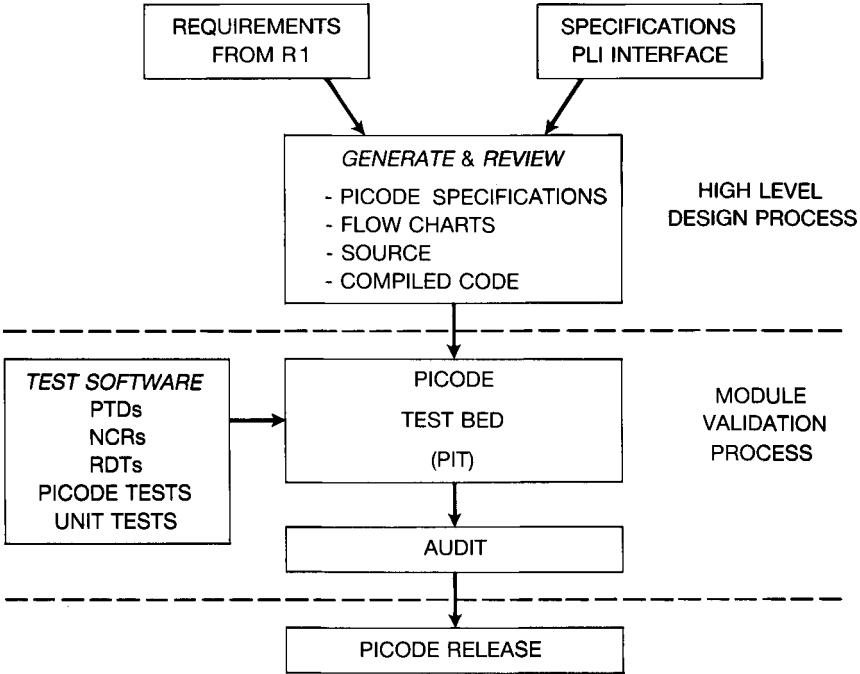 REQUIREMENTS
FROM R1
SPECIFICATIONS
PLI INTERFACE
GENERATE & REVIEW
- PICODE SPECIFICATIONS
- FLOW CHARTS
- SOURCE
- COMPILED CODE
HIGH LEVEL
DESIGN PROCESS
TEST SOFTWARE
PTDs
NCRs
RDTs
PICODE TESTS
UNIT TESTS
PICODE
TEST BED
(PIT)
MODULE
VALIDATION
PROCESS
AUDIT
PICODE RELEASE